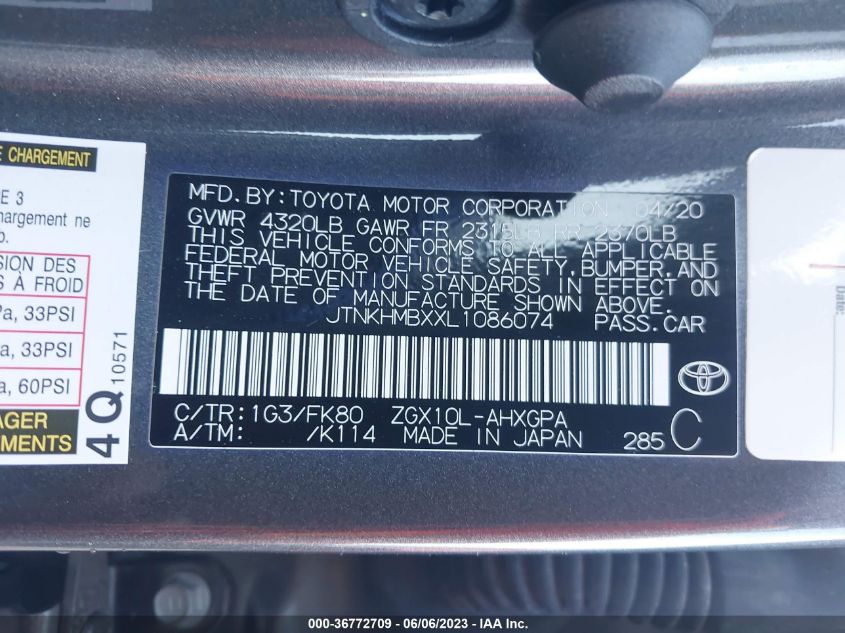 E CHARGEMENT
E 3
hargement ne
b.
SION DES
S À FROID
a, 33PSI
a, 33PSI
a, 60PSI
AGER
MENTS
4Q 10571
MFD. BY: TOYOTA MOTOR CORPORATION 04/20
GVWR 4320LB GAWR FR 2315LB RR 2370LB
THIS VEHICLE CONFORMS TO ALL APPLICABLE
FEDERAL MOTOR VEHICLE SAFETY, BUMPER, AND
THEFT PREVENTION STANDARDS IN EFFECT ON
THE DATE OF MANUFACTURE SHOWN ABOVE.
JTNKHMBXXL1086074 PASS. CAR
C/TR: 1G3/FK80 ZGX10L-AHXGPA
A/TM: /K114 MADE IN JAPAN 285 C
000-36772709 - 06/06/2023 - IAA Inc.